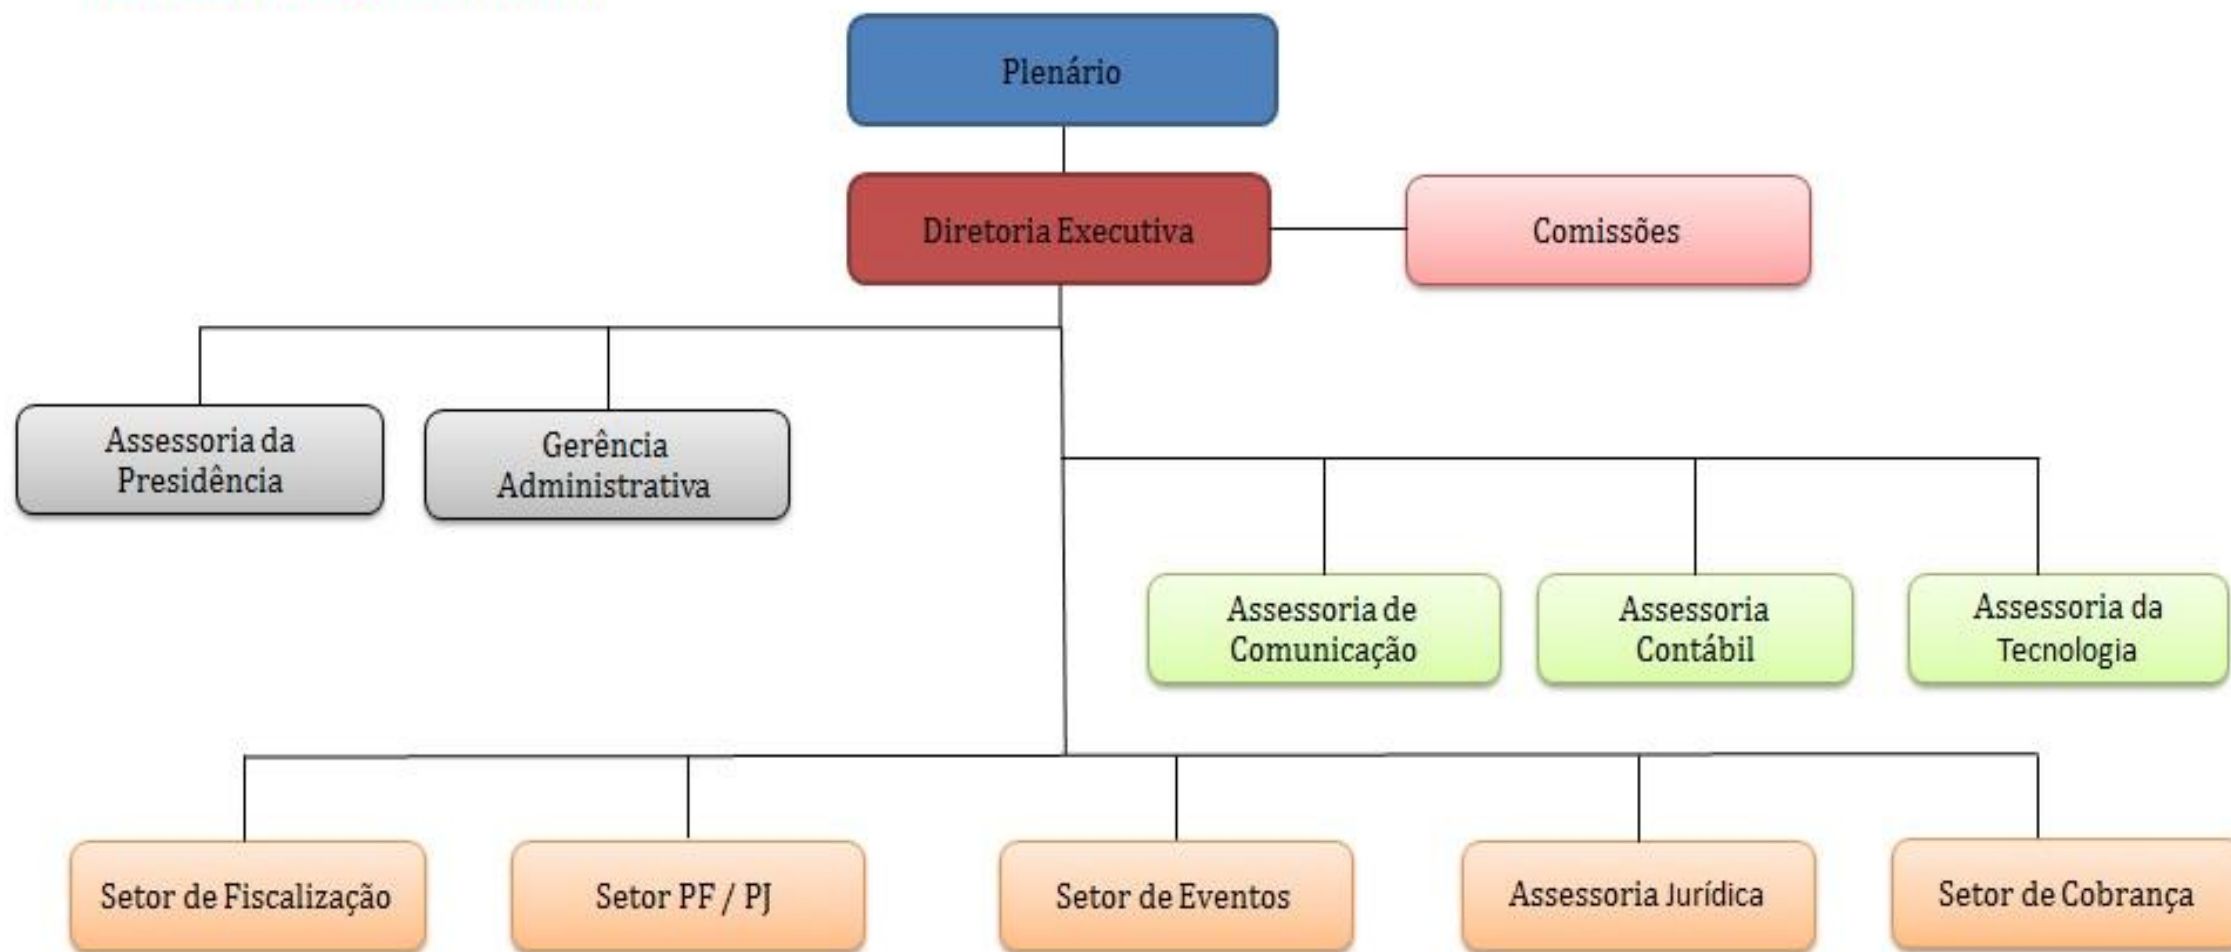 Plenário
Diretoria Executiva
Comissões
Assessoria da
Presidência
Gerência
Administrativa
Assessoria de
Comunicação
Assessoria
Contábil
Assessoria da
Tecnologia
Setor de Fiscalização
Setor PF / PJ
Setor de Eventos
Assessoria Jurídica
Setor de Cobrança